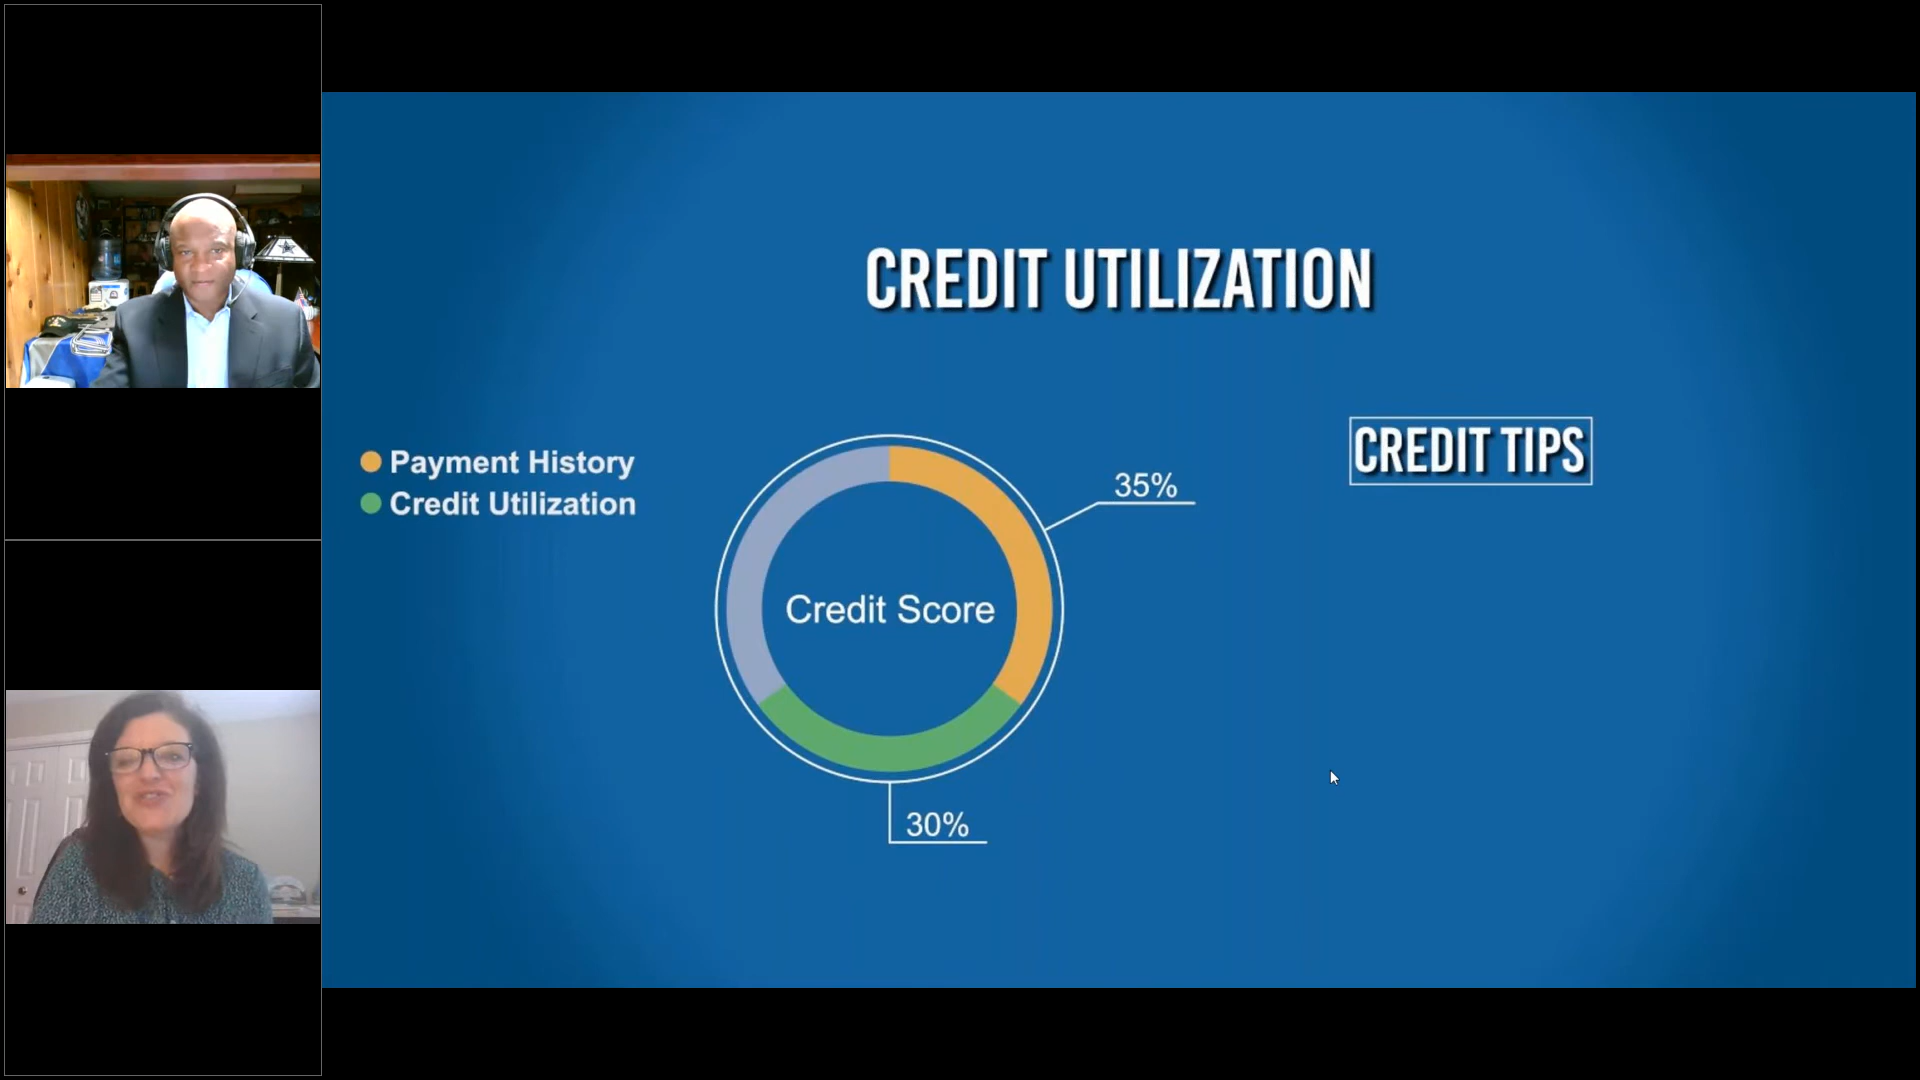 CREDIT UTILIZATION
Payment History
Credit Utilization
Credit Score
35%
30%
CREDIT TIPS